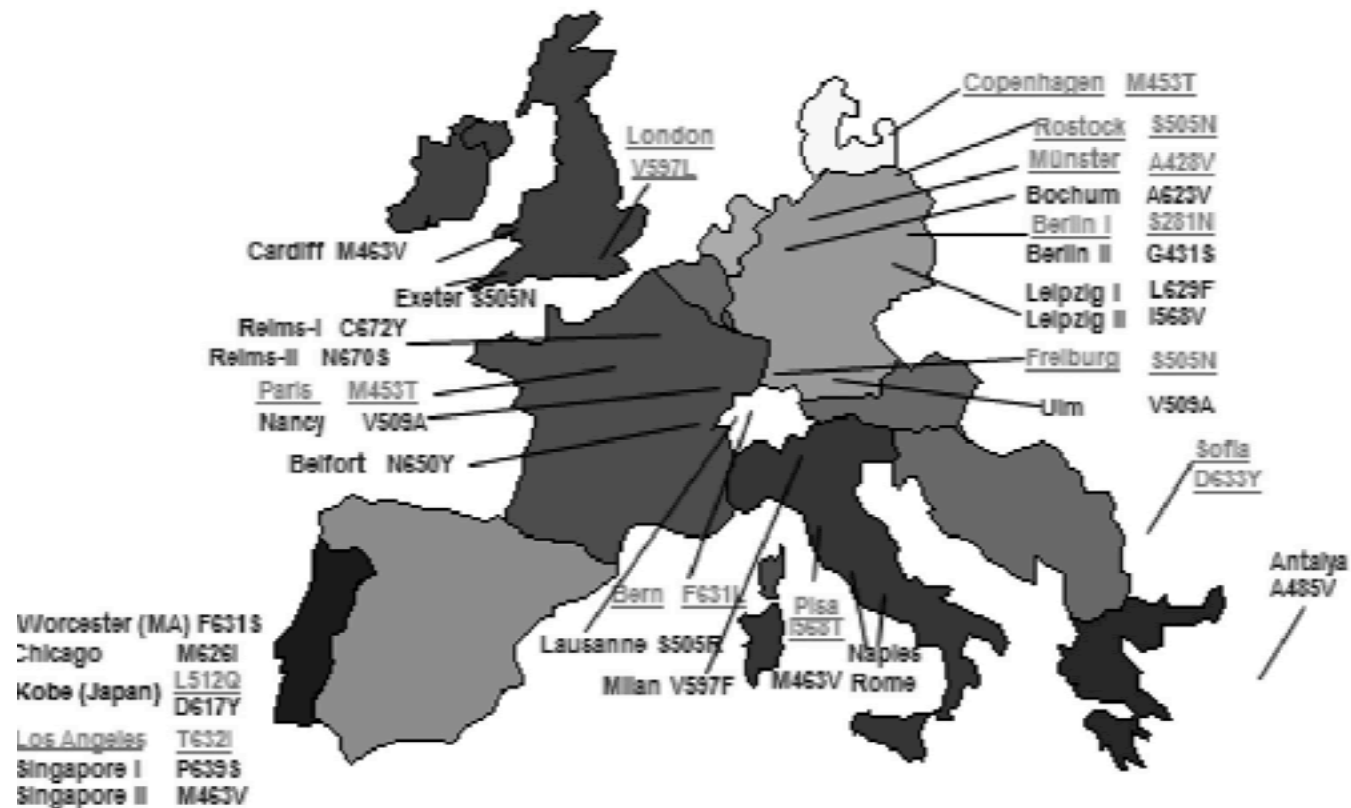 Copenhagen M453T
Rostock S505N
Münster A428V
Bochum A623V
Berlin I S281N
Berlin II G431S
Leipzig I L629F
Leipzig II I568V
Freiburg S505N
Ulm V509A
London
V597L
Cardiff M463V
Exeter S505N
Reims-I C672Y
Reims-II N670S
Paris M453T
Nancy V509A
Belfort N650Y
Sofia
D633Y
Antalya
A485V
Bern F631L
Pisa
I568T
Lausanne S505R
Naples
Milan V597F
M463V Rome
Worcester (MA) F631S
Chicago M626I
Kobe (Japan) L512Q
D617Y
Los Angeles T632I
Singapore I P639S
Singapore II M463V